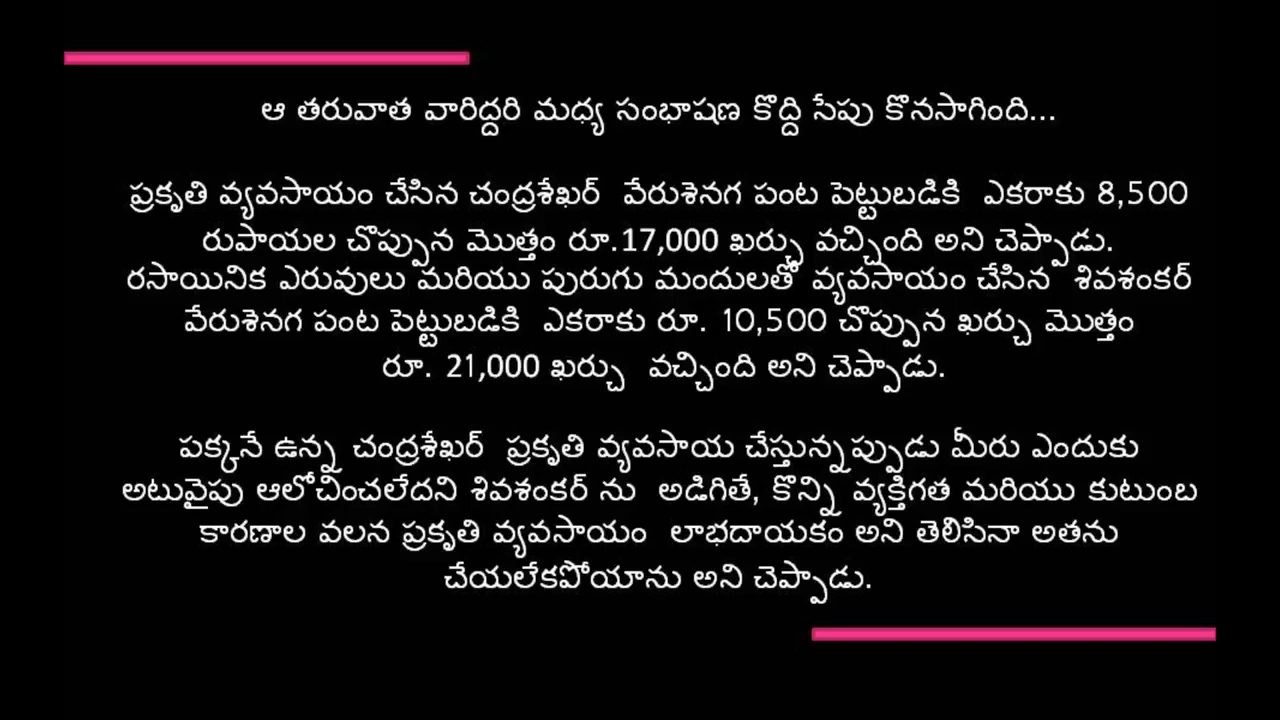 ఆ తరువాత వారిద్దరి మధ్య సంభాషణ కొద్ది సేపు కొనసాగింది...
ప్రకృతి వ్యవసాయం చేసిన చంద్రశేఖర్ వేరుశెనగ పంట పెట్టుబడికి ఎకరాకు 8,500
రుపాయల చొప్పున మొత్తం రూ.17,000 ఖర్చు వచ్చింది అని చెప్పాడు.
రసాయినిక ఎరువులు మరియు పురుగు మందులతో వ్యవసాయం చేసిన శివశంకర్
వేరుశెనగ పంట పెట్టుబడికి ఎకరాకు రూ. 10,500 చొప్పున ఖర్చు మొత్తం
రూ. 21,000 ఖర్చు వచ్చింది అని చెప్పాడు.
పక్కనే ఉన్న చంద్రశేఖర్ ప్రకృతి వ్యవసాయ చేస్తున్నప్పుడు మీరు ఎందుకు
అటువైపు ఆలోచించలేదని శివశంకర్ ను అడిగితే, కొన్ని వ్యక్తిగత మరియు కుటుంబ
కారణాల వలన ప్రకృతి వ్యవసాయం లాభదాయకం అని తెలిసినా అతను
చేయలేకపోయాను అని చెప్పాడు.